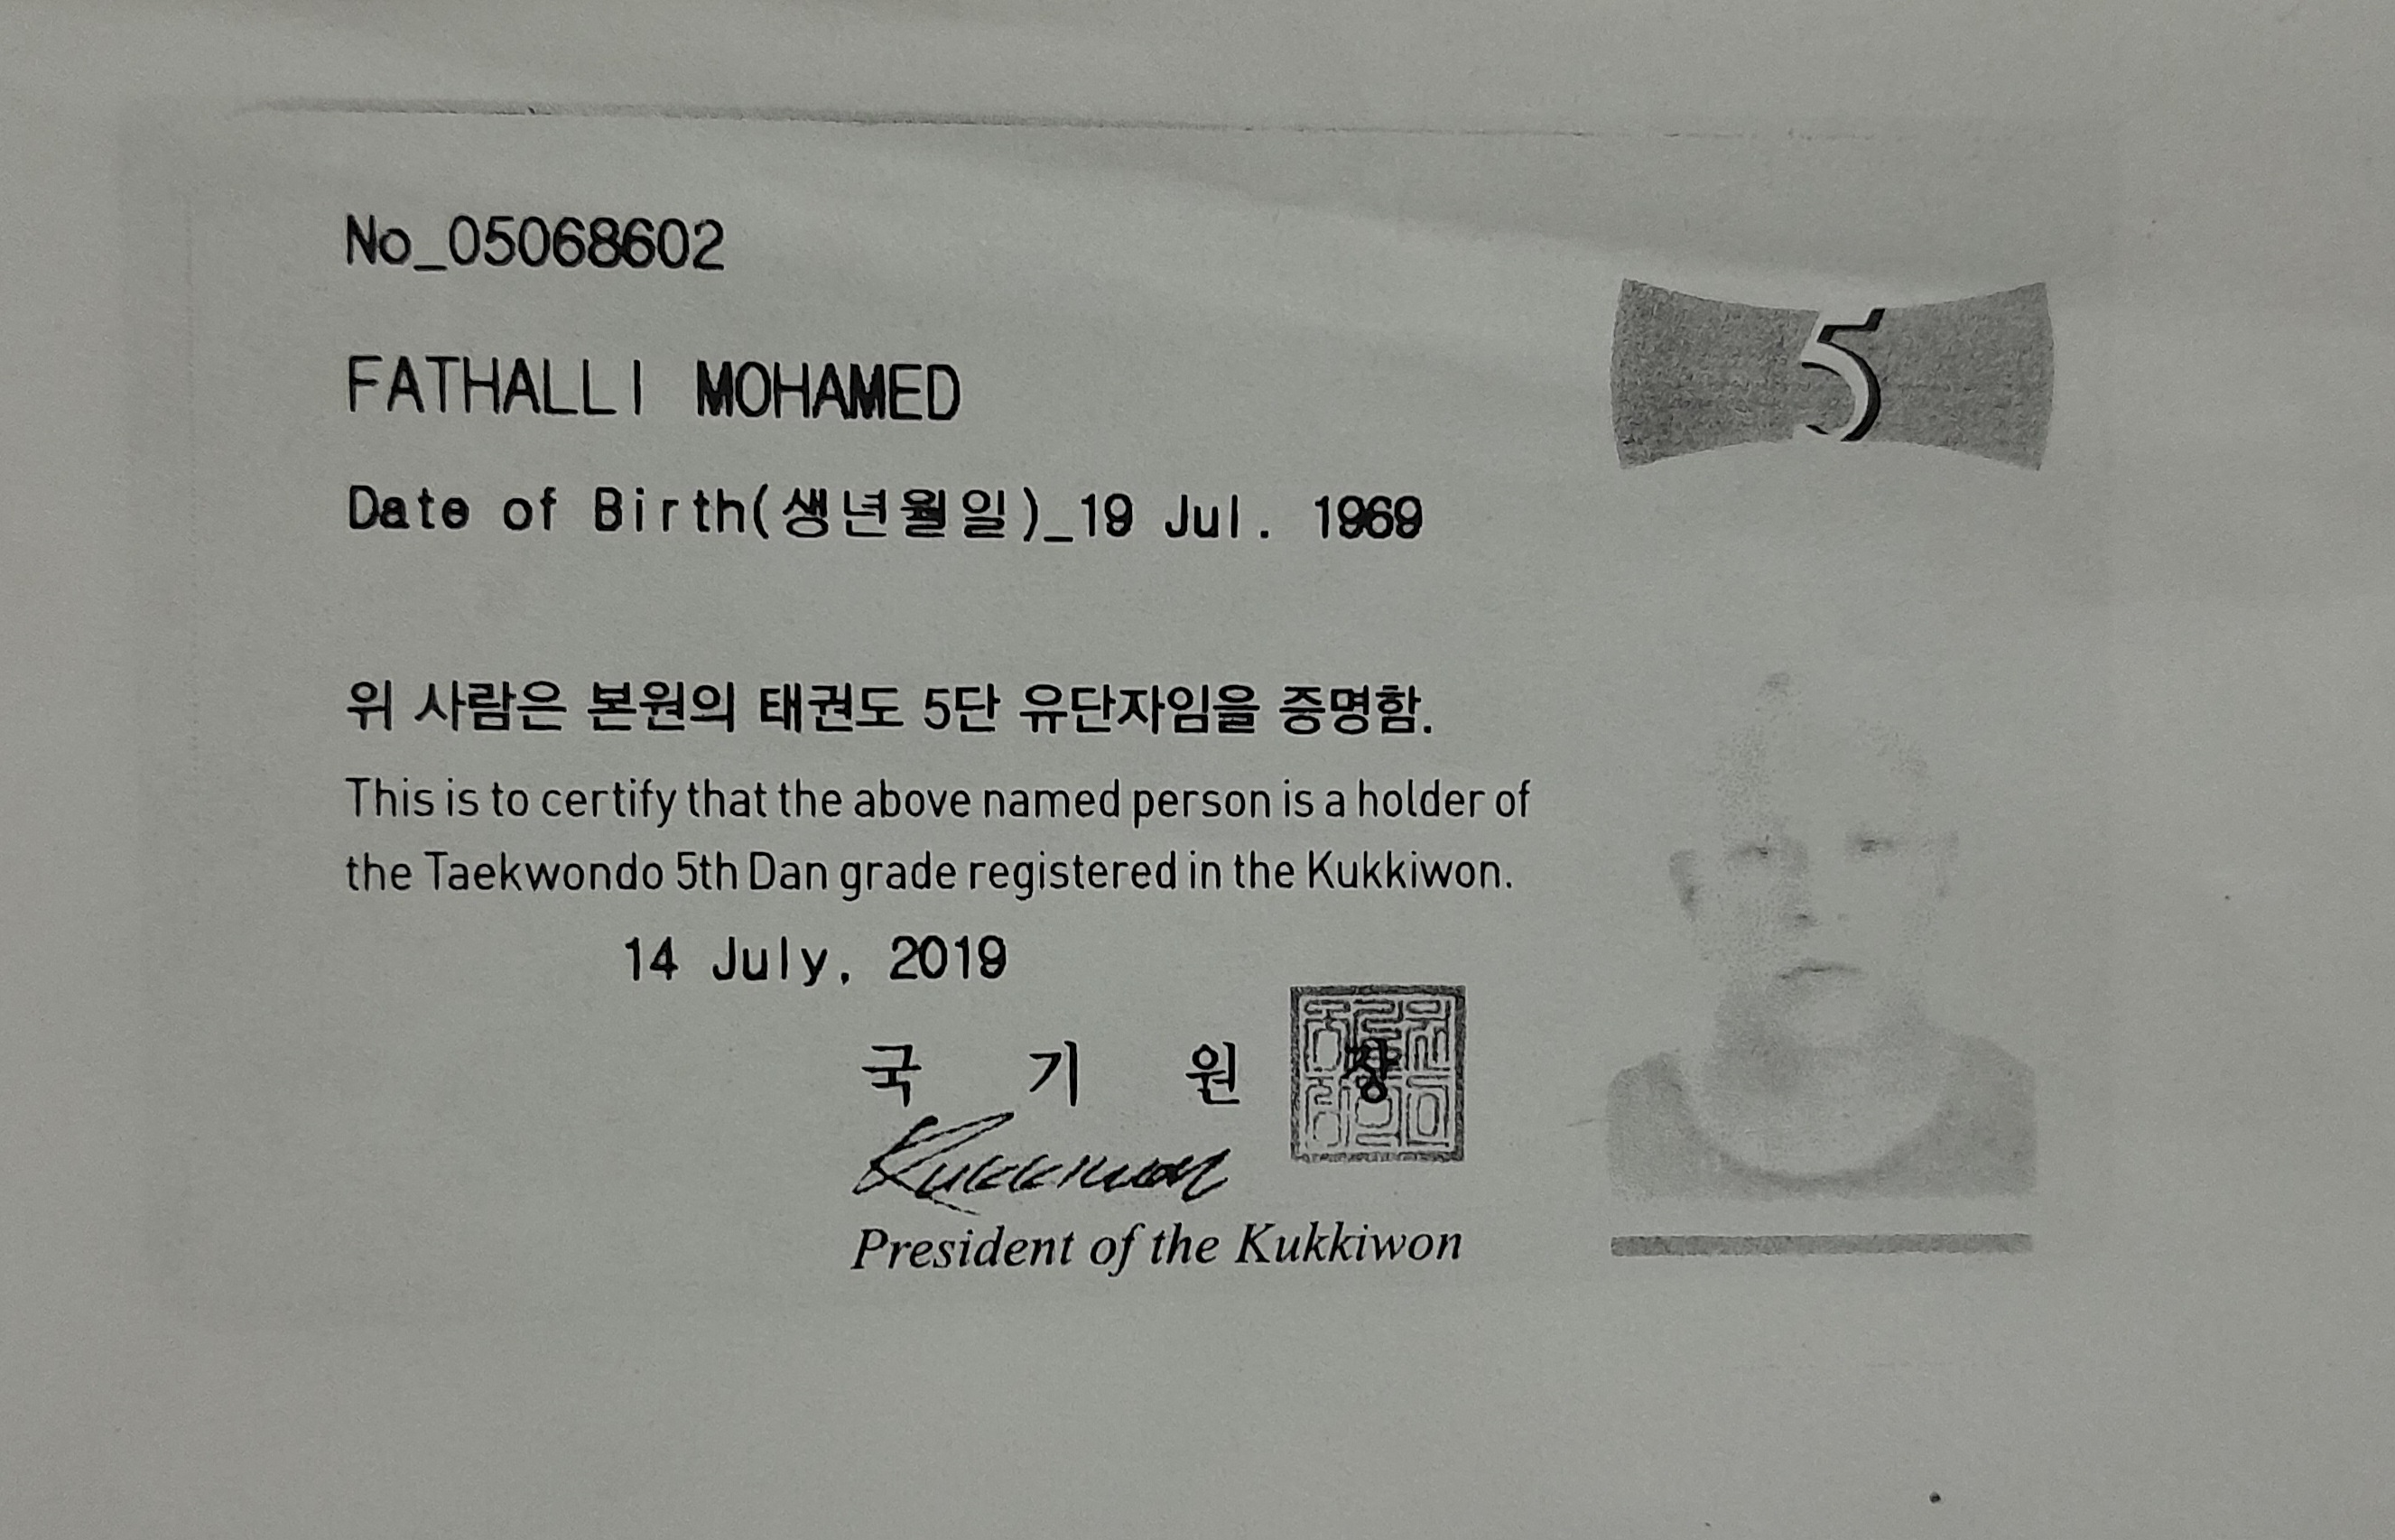 No_05068602
5
FATHALLI MOHAMED
Date of Birth(생년월일)_19 Jul. 1969
위 사람은 본원의 태권도 5단 유단자임을 증명함.
This is to certify that the above named person is a holder of
the Taekwondo 5th Dan grade registered in the Kukkiwon.
14 July, 2019
국 기 원 장
Kukkiwon
President of the Kukkiwon